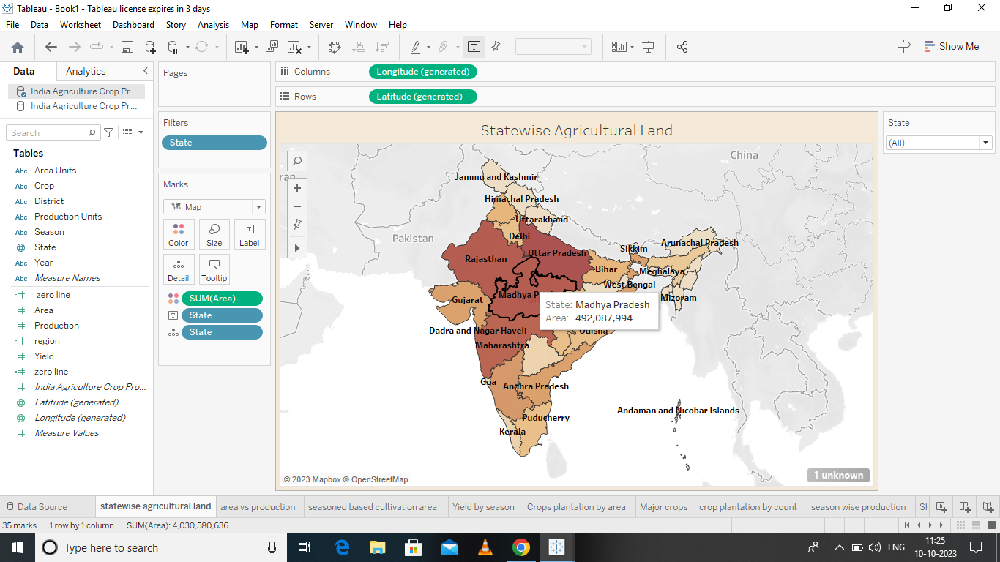 Tableau - Book1 - Tableau license expires in 3 days
File Data Worksheet Dashboard Story Analysis Map Format Server Window Help
Show Me
Data Analytics
India Agriculture Crop Pr...
India Agriculture Crop Pr...
Search
Tables
Abc Area Units
Abc Crop
Abc District
Abc Production Units
Abc Season
State
Abc Year
Abc Measure Names
zero line
Area
Production
region
Yield
zero line
India Agriculture Crop Pro...
Latitude (generated)
Longitude (generated)
Measure Values
Pages
Filters
State
Marks
Map
Color Size Label
Detail Tooltip
SUM(Area)
State
State
Columns Longitude (generated)
Rows Latitude (generated)
Statewise Agricultural Land
China
Jammu and Kashmir
Himachal Pradesh
Uttarakhand
Pakistan
Delhi
Arunachal Pradesh
Sikkim
Uttar Pradesh
Rajasthan
Bihar
Meghalaya
West Bengal
Madhya P
Mizoram
Gujarat
State: Madhya Pradesh
Area: 492,087,994
Dadra and Nagar Haveli
Odisha
Maharashtra
Goa
Andhra Pradesh
Andaman and Nicobar Islands
Puducherry
Kerala
© 2023 Mapbox © OpenStreetMap
1 unknown
State
(All)
Data Source statewise agricultural land area vs production seasoned based cultivation area Yield by season Crops plantation by area Major crops crop plantation by count season wise production Sh
35 marks 1 row by 1 column SUM(Area): 4,030,580,636
Type here to search
ENG
11:25
10-10-2023